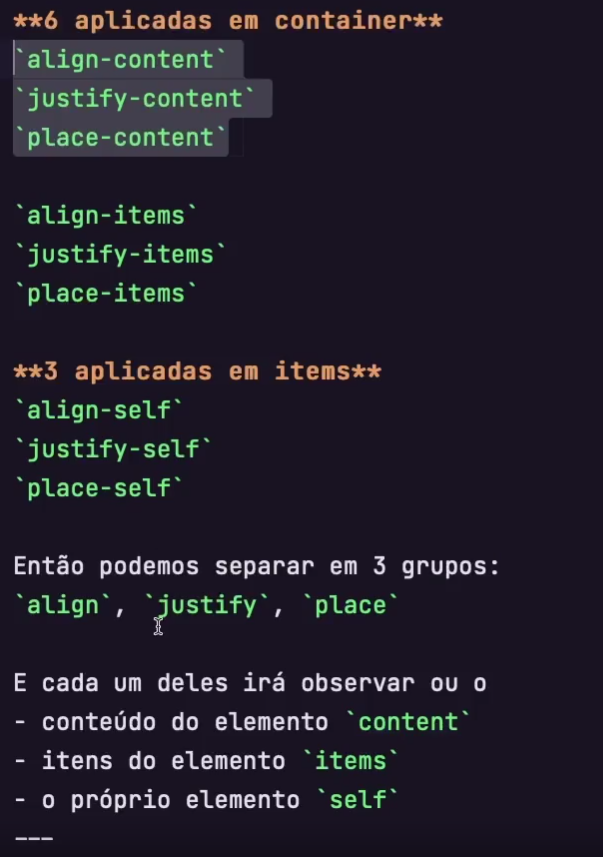 **6 aplicadas em container**
`align-content`
`justify-content`
`place-content`
`align-items`
`justify-items`
`place-items`
**3 aplicadas em items**
`align-self`
`justify-self`
`place-self`
Então podemos separar em 3 grupos:
`align`, `justify`, `place`
E cada um deles irá observar ou o
- conteúdo do elemento `content`
- itens do elemento `items`
- o próprio elemento `self`
---